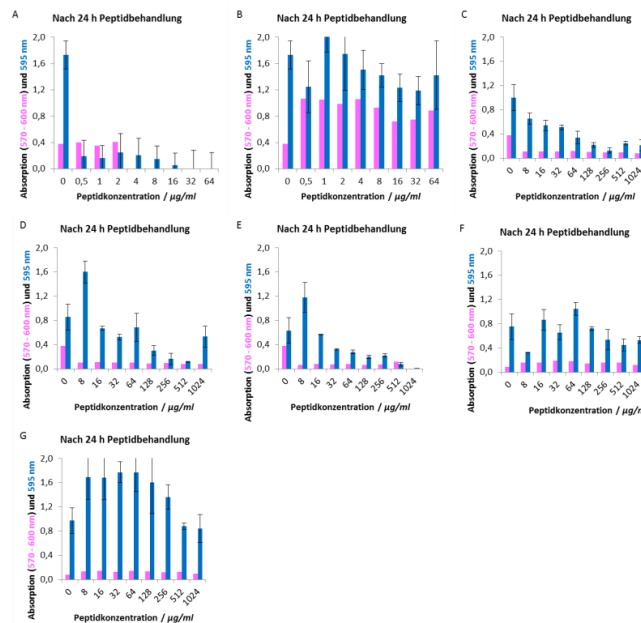 A
Nach 24 h Peptidbehandlung
Absorption (570 - 600 nm) und 595 nm
2,0
1,6
1,2
0,8
0,4
0,0
0 0,5 1 2 4 8 16 32 64
Peptidkonzentration / µg/ml
B
Nach 24 h Peptidbehandlung
Absorption (570 - 600 nm) und 595 nm
2,0
1,6
1,2
0,8
0,4
0,0
0 0,5 1 2 4 8 16 32 64
Peptidkonzentration / µg/ml
C
Nach 24 h Peptidbehandlung
Absorption (570 - 600 nm) und 595 nm
2,0
1,6
1,2
0,8
0,4
0,0
0 8 16 32 64 128 256 512 1024
Peptidkonzentration / µg/ml
D
Nach 24 h Peptidbehandlung
Absorption (570 - 600 nm) und 595 nm
2,0
1,6
1,2
0,8
0,4
0,0
0 8 16 32 64 128 256 512 1024
Peptidkonzentration / µg/ml
E
Nach 24 h Peptidbehandlung
Absorption (570 - 600 nm) und 595 nm
2,0
1,6
1,2
0,8
0,4
0,0
0 8 16 32 64 128 256 512 1024
Peptidkonzentration / µg/ml
F
Nach 24 h Peptidbehandlung
Absorption (570 - 600 nm) und 595 nm
2,0
1,6
1,2
0,8
0,4
0,0
0 8 16 32 64 128 256 512 1024
Peptidkonzentration / µg/ml
G
Nach 24 h Peptidbehandlung
Absorption (570 - 600 nm) und 595 nm
2,0
1,6
1,2
0,8
0,4
0,0
0 8 16 32 64 128 256 512 1024
Peptidkonzentration / µg/ml